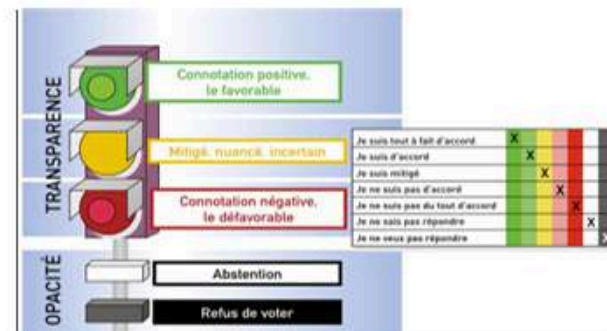 TRANSPARENCE
Connotation positive,
le favorable
Mitigé, nuancé, incertain
Connotation négative,
le défavorable
OPACITÉ
Abstention
Refus de voter
Je suis tout à fait d'accord X
Je suis d'accord X
Je suis mitigé X
Je ne suis pas d'accord X
Je ne suis pas du tout d'accord X
Je ne sais pas répondre X
Je ne veux pas répondre X